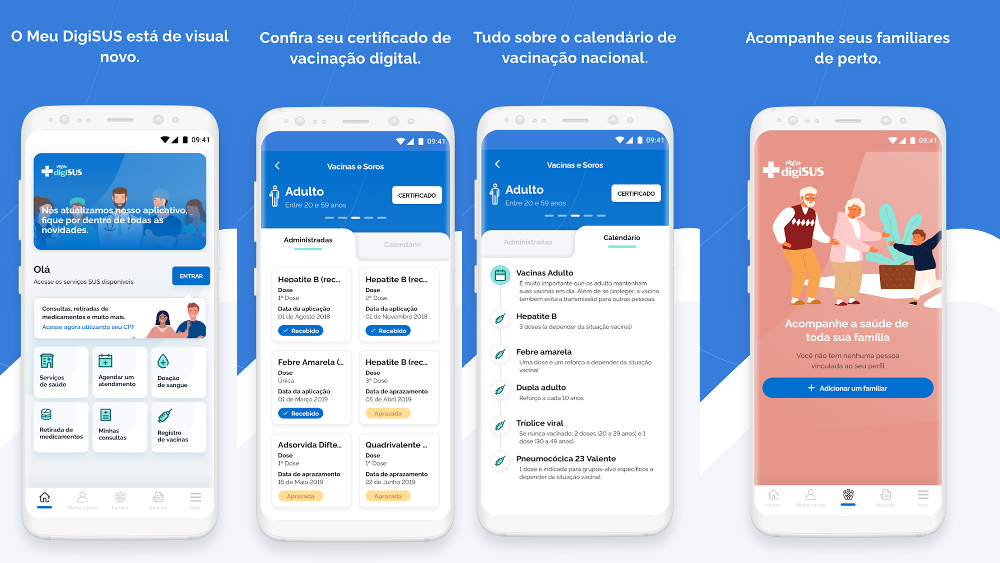 O Meu DigiSUS está de visual
novo.
09:41
meu
digiSUS
Nós atualizamos nosso aplicativo,
fique por dentro de todas as
novidades.
Olá
Acesse os serviços SUS disponíveis
ENTRAR
Consultas, retiradas de
medicamentos e muito mais.
Acesse agora utilizando seu CPF
Serviços
de saúde
Agendar um
atendimento
Doação
de sangue
Retirada de
medicamentos
Minhas
consultas
Registro
de vacinas
Minha saúde
Família
Notícias
Mais
Confira seu certificado de
vacinação digital.
09:41
Vacinas e Soros
Adulto
Entre 20 e 59 anos
CERTIFICADO
Administradas
Calendário
Hepatite B (rec...
Dose
1ª Dose
Data da aplicação
01 de Agosto 2018
Recebido
Hepatite B (rec...
Dose
2ª Dose
Data da aplicação
01 de Novembro 2018
Recebido
Febre Amarela (...
Dose
Única
Data da aplicação
01 de Março 2019
Recebido
Hepatite B (rec...
Dose
3ª Dose
Data de aprazamento
05 de Abril 2019
Aprazada
Adsorvida Difte...
Dose
1ª Dose
Data de aprazamento
16 de Maio 2019
Aprazada
Quadrivalente ...
Dose
1ª Dose
Data de aprazamento
22 de Junho 2019
Aprazada
Tudo sobre o calendário de
vacinação nacional.
09:41
Vacinas e Soros
Adulto
Entre 20 e 59 anos
CERTIFICADO
Administradas
Calendário
Vacinas Adulto
É muito importante que os adulto mantenham
suas vacinas em dia. Além de se proteger, a vacina
também evita a transmissão para outras pessoas.
Hepatite B
3 doses (a depender da situação vacinal)
Febre amarela
Uma dose e um reforço a depender da situação
vacinal
Dupla adulto
Reforço a cada 10 anos
Tríplice viral
Se nunca vacinado: 2 doses (20 a 29 anos) e 1
dose (30 a 49 anos)
Pneumocócica 23 Valente
1 dose é indicada para grupos-alvo específicos a
depender da situação vacinal
Acompanhe seus familiares
de perto.
09:41
meu
digiSUS
Acompanhe a saúde de
toda sua família
Você não tem nenhuma pessoa
vinculada ao seu perfil
+ Adicionar um familiar
Home
Minha saúde
Notícias
Mais